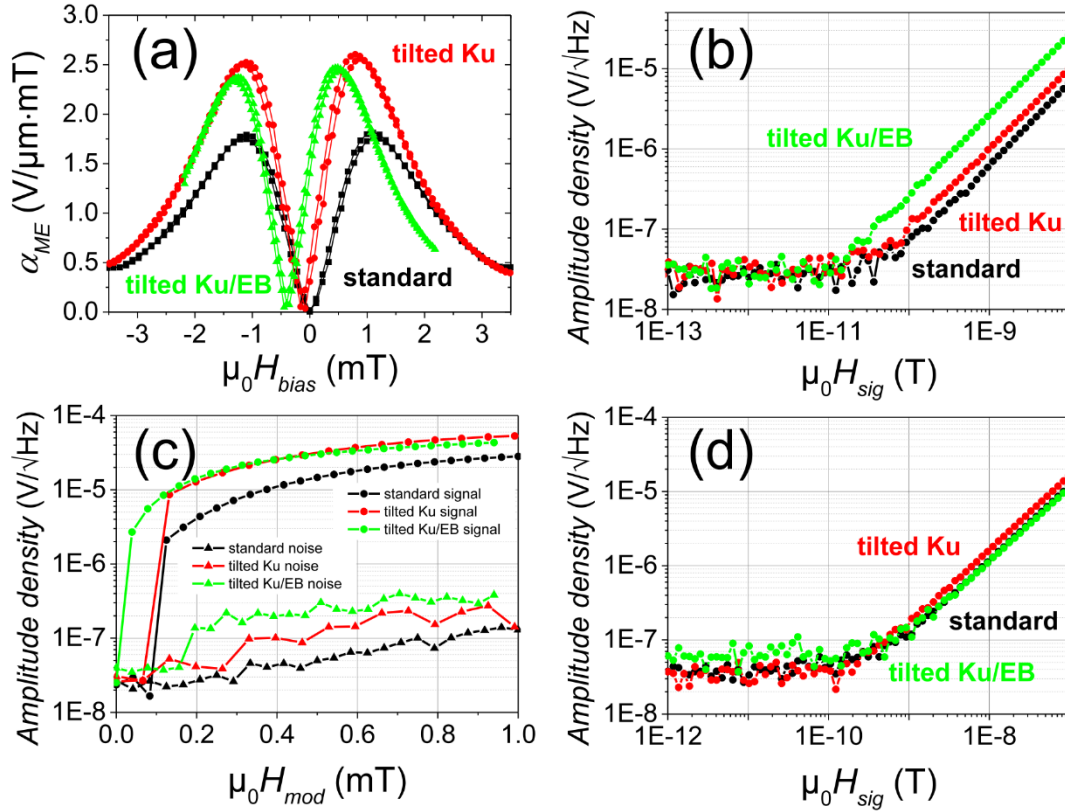 (a)
tilted Ku
tilted Ku/EB
standard
α_ME (V/µm·mT)
3.0
2.5
2.0
1.5
1.0
0.5
0.0
-3 -2 -1 0 1 2 3
µ₀H_bias (mT)
(b)
tilted Ku/EB
tilted Ku
standard
Amplitude density (V/√Hz)
1E-5
1E-6
1E-7
1E-8
1E-13 1E-11 1E-9
µ₀H_sig (T)
(c)
standard signal
tilted Ku signal
tilted Ku/EB signal
standard noise
tilted Ku noise
tilted Ku/EB noise
Amplitude density (V/√Hz)
1E-4
1E-5
1E-6
1E-7
1E-8
0.0 0.2 0.4 0.6 0.8 1.0
µ₀H_mod (mT)
(d)
tilted Ku
standard
tilted Ku/EB
Amplitude density (V/√Hz)
1E-4
1E-5
1E-6
1E-7
1E-8
1E-12 1E-10 1E-8
µ₀H_sig (T)